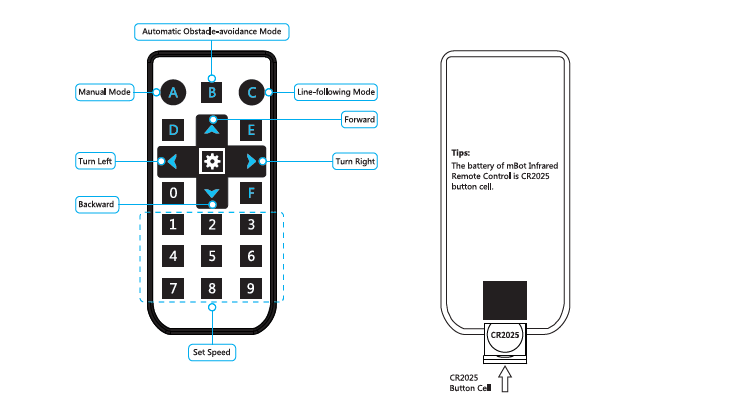 Automatic Obstacle-avoidance Mode
Manual Mode
A
B
C
Line-following Mode
Forward
D
E
Turn Left
Turn Right
0
F
Backward
1 2 3
4 5 6
7 8 9
Set Speed
Tips:
The battery of mBot Infrared
Remote Control is CR2025
button cell.
CR2025
CR2025
Button Cell